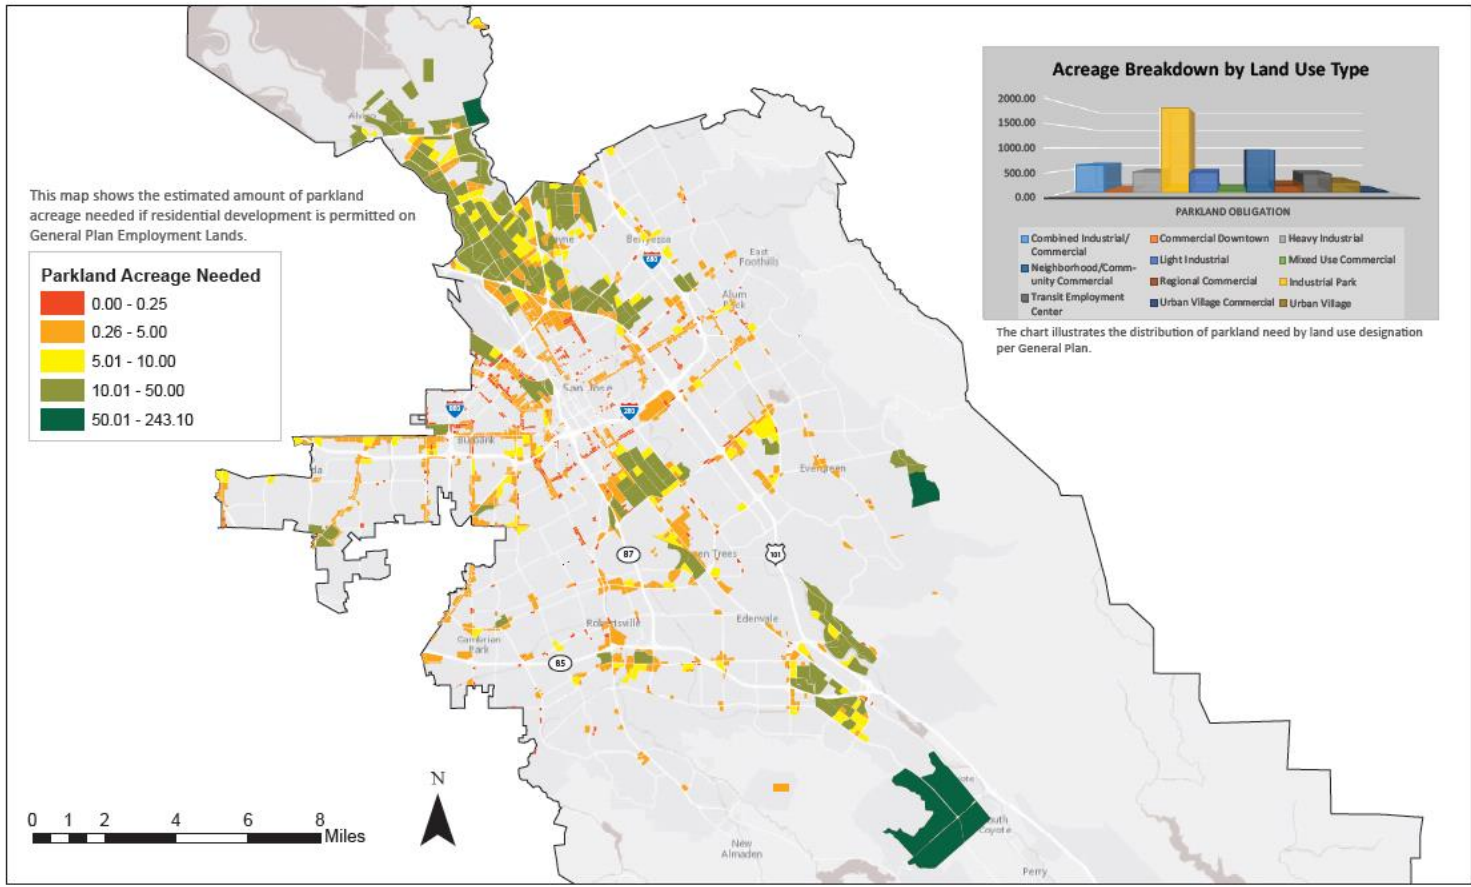 This map shows the estimated amount of parkland
acreage needed if residential development is permitted on
General Plan Employment Lands.
Parkland Acreage Needed
0.00 - 0.25
0.26 - 5.00
5.01 - 10.00
10.01 - 50.00
50.01 - 243.10
Acreage Breakdown by Land Use Type
2000.00
1500.00
1000.00
500.00
0.00
PARKLAND OBLIGATION
Combined Industrial/
Commercial
Commercial Downtown
Heavy Industrial
Neighborhood/Comm-
unity Commercial
Light Industrial
Mixed Use Commercial
Regional Commercial
Industrial Park
Transit Employment
Center
Urban Village Commercial
Urban Village
The chart illustrates the distribution of parkland need by land use designation
per General Plan.
Alviso
Berryessa
680
East
Foothills
Alum
Rock
San Jose
880
280
Burbank
Evergreen
87
101
en Trees
Robertsville
Edenvale
Cambrian
Park
85
New
Almaden
outh
Coyote
Perry
N
0 1 2 4 6 8
Miles